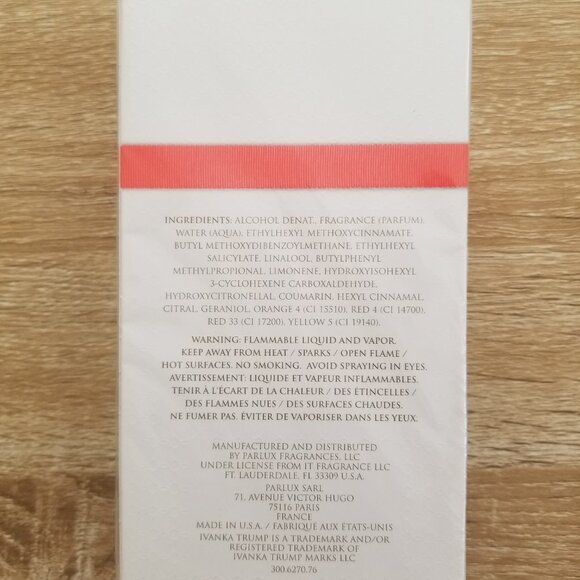 INGREDIENTS: ALCOHOL DENAT., FRAGRANCE (PARFUM),
WATER (AQUA), ETHYLHEXYL METHOXYCINNAMATE,
BUTYL METHOXYDIBENZOYLMETHANE, ETHYLHEXYL
SALICYLATE, LINALOOL, BUTYLPHENYL
METHYLPROPIONAL, LIMONENE, HYDROXYISOHEXYL
3-CYCLOHEXENE CARBOXALDEHYDE,
HYDROXYCITRONELLAL, COUMARIN, HEXYL CINNAMAL,
CITRAL, GERANIOL, ORANGE 4 (CI 15510), RED 4 (CI 14700),
RED 33 (CI 17200), YELLOW 5 (CI 19140).
WARNING: FLAMMABLE LIQUID AND VAPOR.
KEEP AWAY FROM HEAT / SPARKS / OPEN FLAME /
HOT SURFACES. NO SMOKING. AVOID SPRAYING IN EYES.
AVERTISSEMENT: LIQUIDE ET VAPEUR INFLAMMABLES.
TENIR À L'ÉCART DE LA CHALEUR / DES ÉTINCELLES /
DES FLAMMES NUES / DES SURFACES CHAUDES.
NE FUMER PAS. ÉVITER DE VAPORISER DANS LES YEUX.
MANUFACTURED AND DISTRIBUTED
BY PARLUX FRAGRANCES, LLC
UNDER LICENSE FROM IT FRAGRANCE LLC
FT. LAUDERDALE, FL 33309 U.S.A.
PARLUX SARL
71, AVENUE VICTOR HUGO
75116 PARIS
FRANCE
MADE IN U.S.A. / FABRIQUÉ AUX ÉTATS-UNIS
IVANKA TRUMP IS A TRADEMARK AND/OR
REGISTERED TRADEMARK OF
IVANKA TRUMP MARKS LLC
300.6270.76